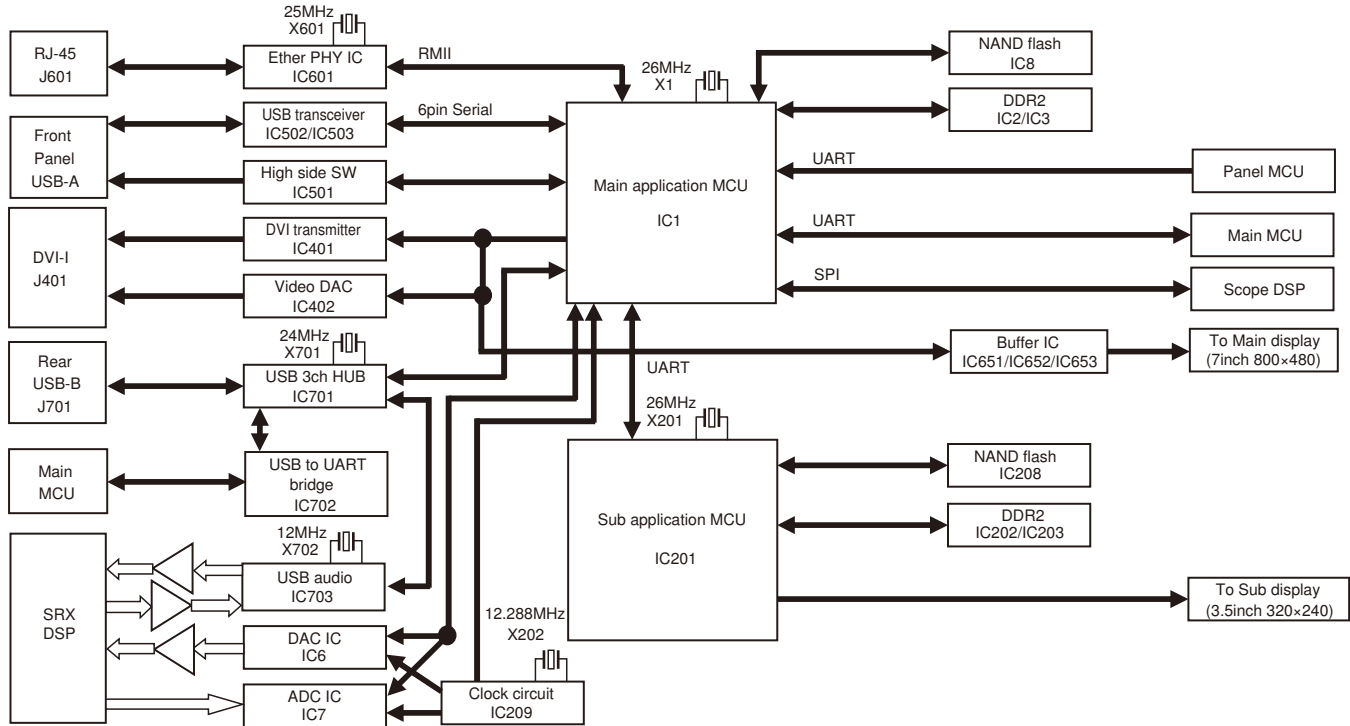 25MHz
X601
RJ-45
J601
Ether PHY IC
IC601
RMII
26MHz
X1
NAND flash
IC8
DDR2
IC2/IC3
Front
Panel
USB-A
USB transceiver
IC502/IC503
6pin Serial
High side SW
IC501
Main application MCU
IC1
UART
Panel MCU
DVI-I
J401
DVI transmitter
IC401
UART
Main MCU
Video DAC
IC402
SPI
Scope DSP
24MHz
X701
Rear
USB-B
J701
USB 3ch HUB
IC701
UART
Buffer IC
IC651/IC652/IC653
To Main display
(7inch 800×480)
26MHz
X201
Main
MCU
USB to UART
bridge
IC702
Sub application MCU
IC201
NAND flash
IC208
DDR2
IC202/IC203
12MHz
X702
SRX
DSP
USB audio
IC703
To Sub display
(3.5inch 320×240)
DAC IC
IC6
12.288MHz
X202
ADC IC
IC7
Clock circuit
IC209